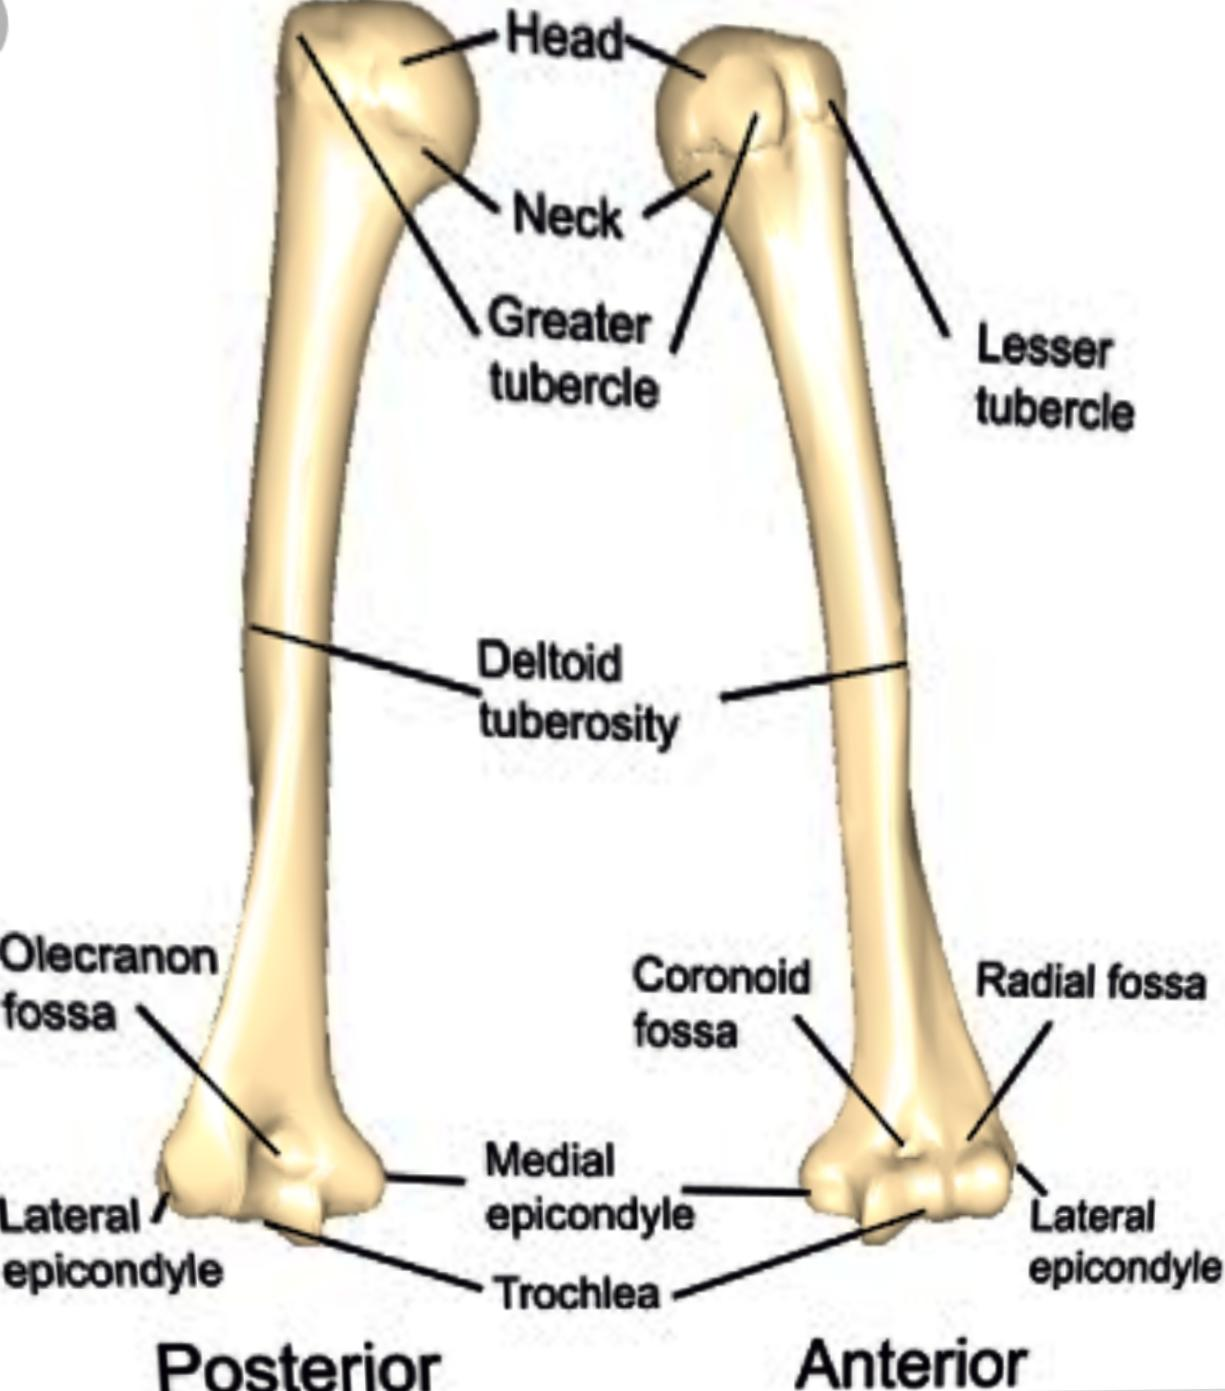 Head
Neck
Greater
tubercle
Lesser
tubercle
Deltoid
tuberosity
Olecranon
fossa
Coronoid
fossa
Radial fossa
Medial
epicondyle
Lateral
epicondyle
Lateral
epicondyle
Trochlea
Posterior
Anterior